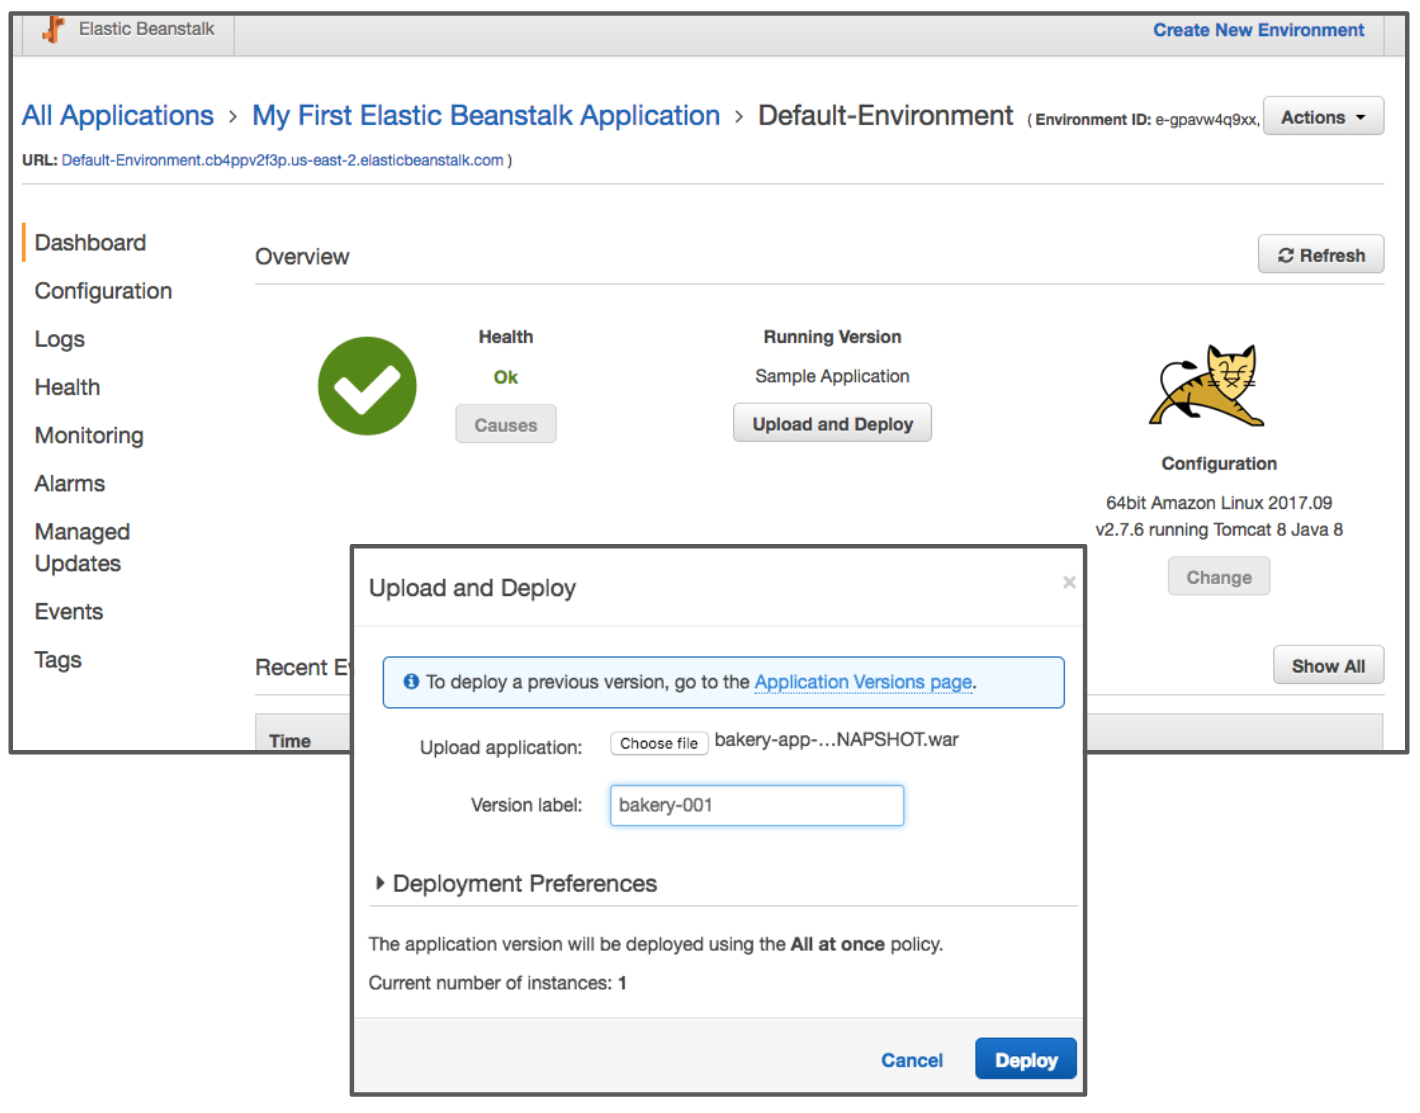 Elastic Beanstalk
Create New Environment
All Applications > My First Elastic Beanstalk Application > Default-Environment ( Environment ID: e-gpavw4q9xx,
Actions
URL: Default-Environment.cb4ppv2f3p.us-east-2.elasticbeanstalk.com )
Dashboard
Configuration
Logs
Health
Monitoring
Alarms
Managed
Updates
Events
Tags
Overview
Refresh
Health
Ok
Causes
Running Version
Sample Application
Upload and Deploy
Configuration
64bit Amazon Linux 2017.09
v2.7.6 running Tomcat 8 Java 8
Change
Recent E
Show All
Time
Upload and Deploy
×
To deploy a previous version, go to the Application Versions page.
Upload application: Choose file bakery-app-...NAPSHOT.war
Version label: bakery-001
Deployment Preferences
The application version will be deployed using the All at once policy.
Current number of instances: 1
Cancel
Deploy